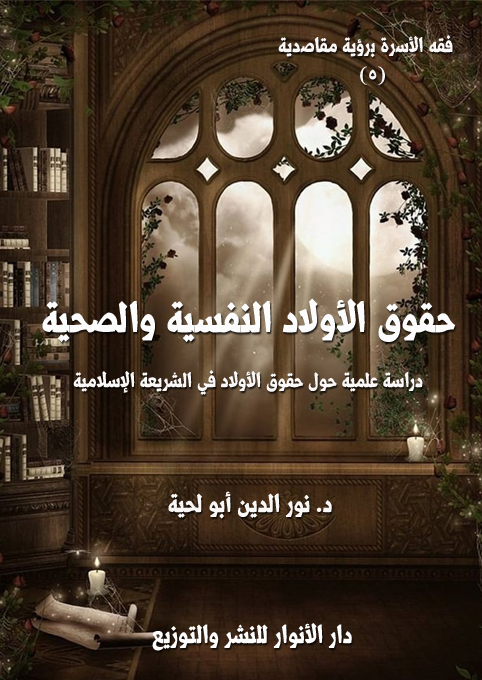 فقه الأسرة برؤية مقاصدية
(٥)
حقوق الأولاد النفسية والصحية
دراسة علمية حول حقوق الأولاد في الشريعة الإسلامية
د. نور الدين أبو لحية
دار الأنوار للنشر والتوزيع